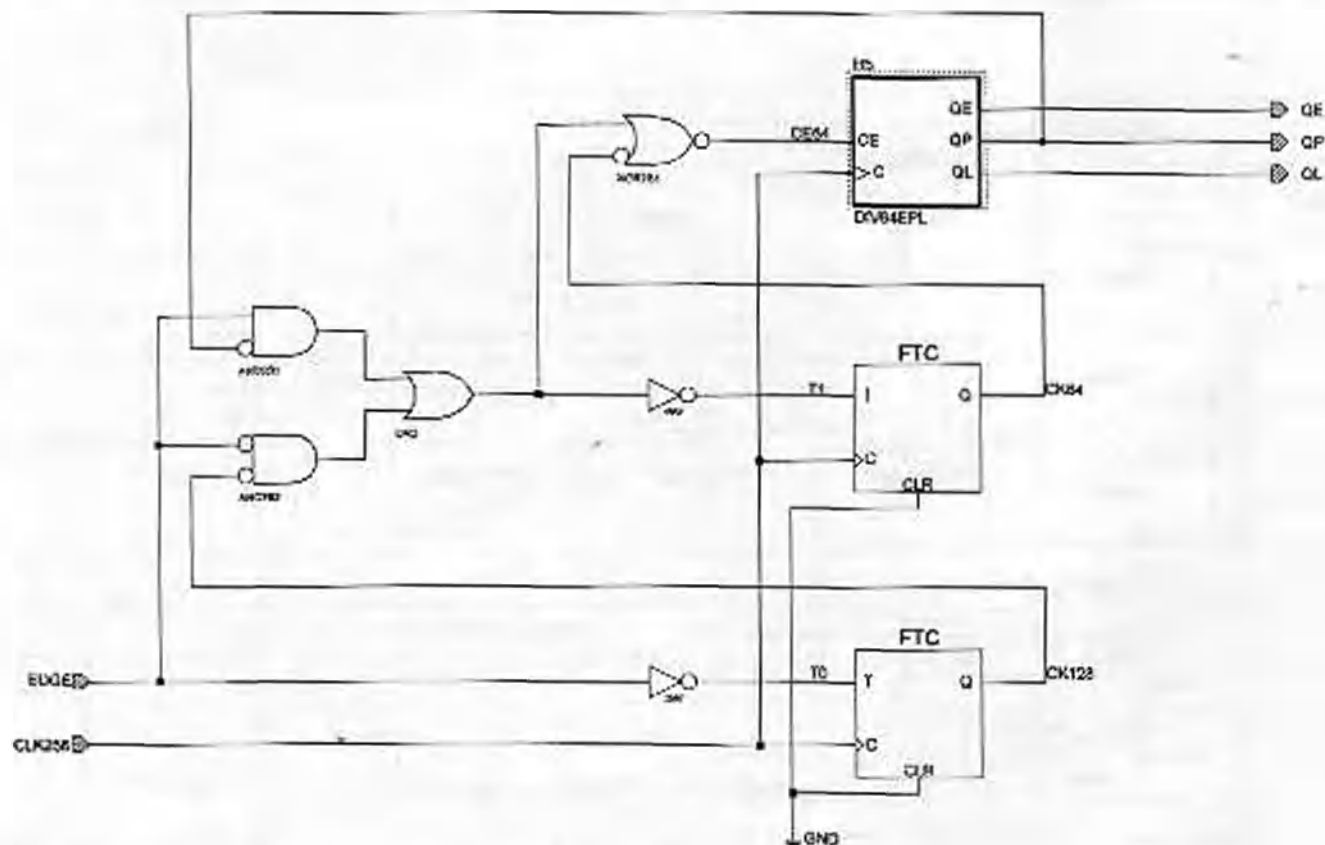 H5
QE
QE
CE64
CE
QP
QP
C
QL
QL
DIV64EPL
FTC
T1
Q
CK64
C
CLR
FTC
EDGE
T0
T
Q
CK128
CLK256
C
CLR
GND